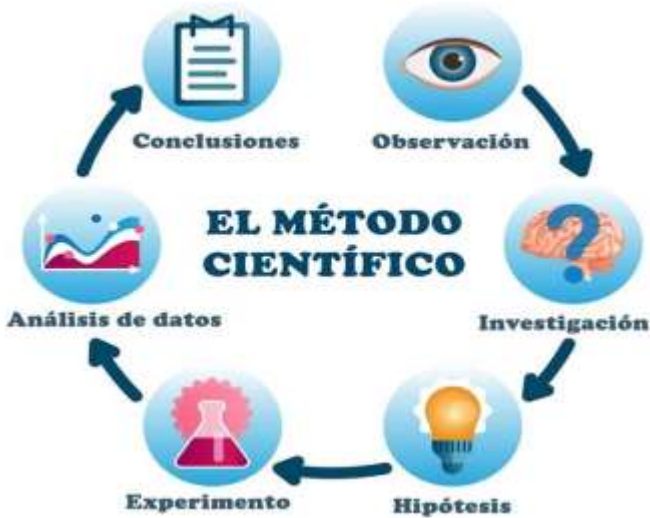 EL MÉTODO
CIENTÍFICO
Observación
Investigación
Hipótesis
Experimento
Análisis de datos
Conclusiones